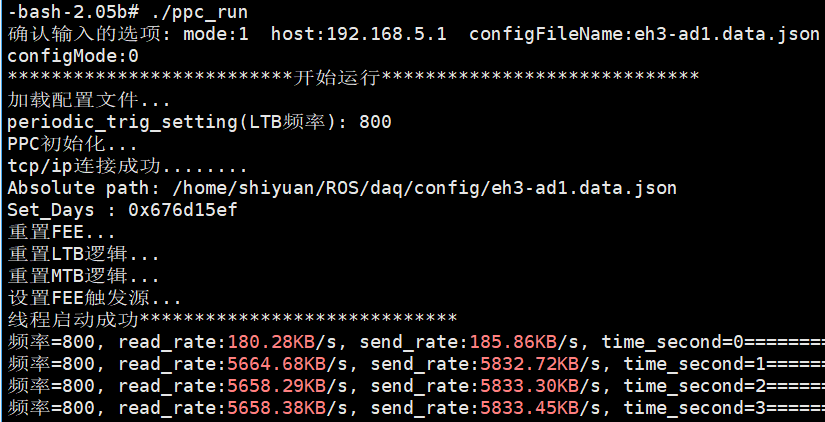 -bash-2.05b# ./ppc_run
确认输入的选项: mode:1  host:192.168.5.1  configFileName:eh3-ad1.data.json
configMode:0
**************************开始运行*****************************
加载配置文件...
periodic_trig_setting(LTB频率): 800
PPC初始化...
tcp/ip连接成功........
Absolute path: /home/shiyuan/ROS/daq/config/eh3-ad1.data.json
Set_Days : 0x676d15ef
重置FEE...
重置LTB逻辑...
重置MTB逻辑...
设置FEE触发源...
线程启动成功*****************************
频率=800, read_rate:180.28KB/s, send_rate:185.86KB/s, time_second=0========
频率=800, read_rate:5664.68KB/s, send_rate:5832.72KB/s, time_second=1======
频率=800, read_rate:5658.29KB/s, send_rate:5833.30KB/s, time_second=2======
频率=800, read_rate:5658.38KB/s, send_rate:5833.45KB/s, time_second=3======